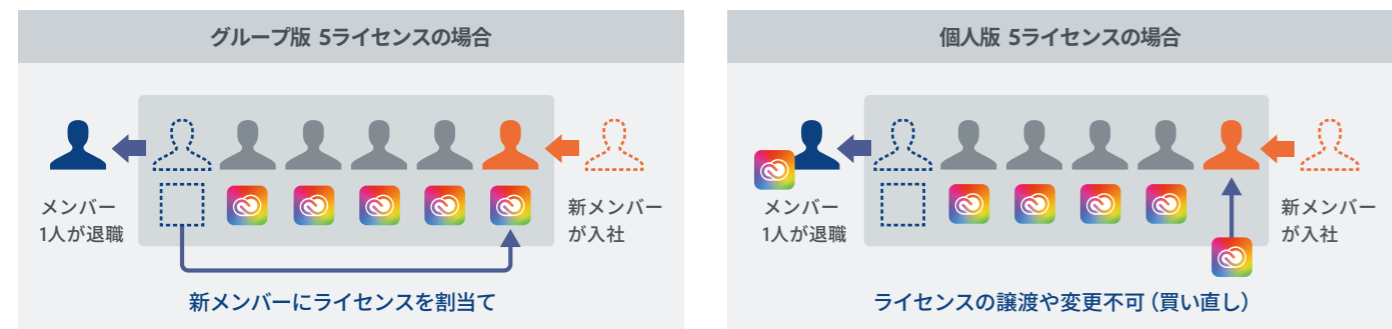 グループ版 5ライセンスの場合
メンバー
1人が退職
新メンバー
が入社
新メンバーにライセンスを割当て
個人版 5ライセンスの場合
メンバー
1人が退職
新メンバー
が入社
ライセンスの譲渡や変更不可（買い直し）